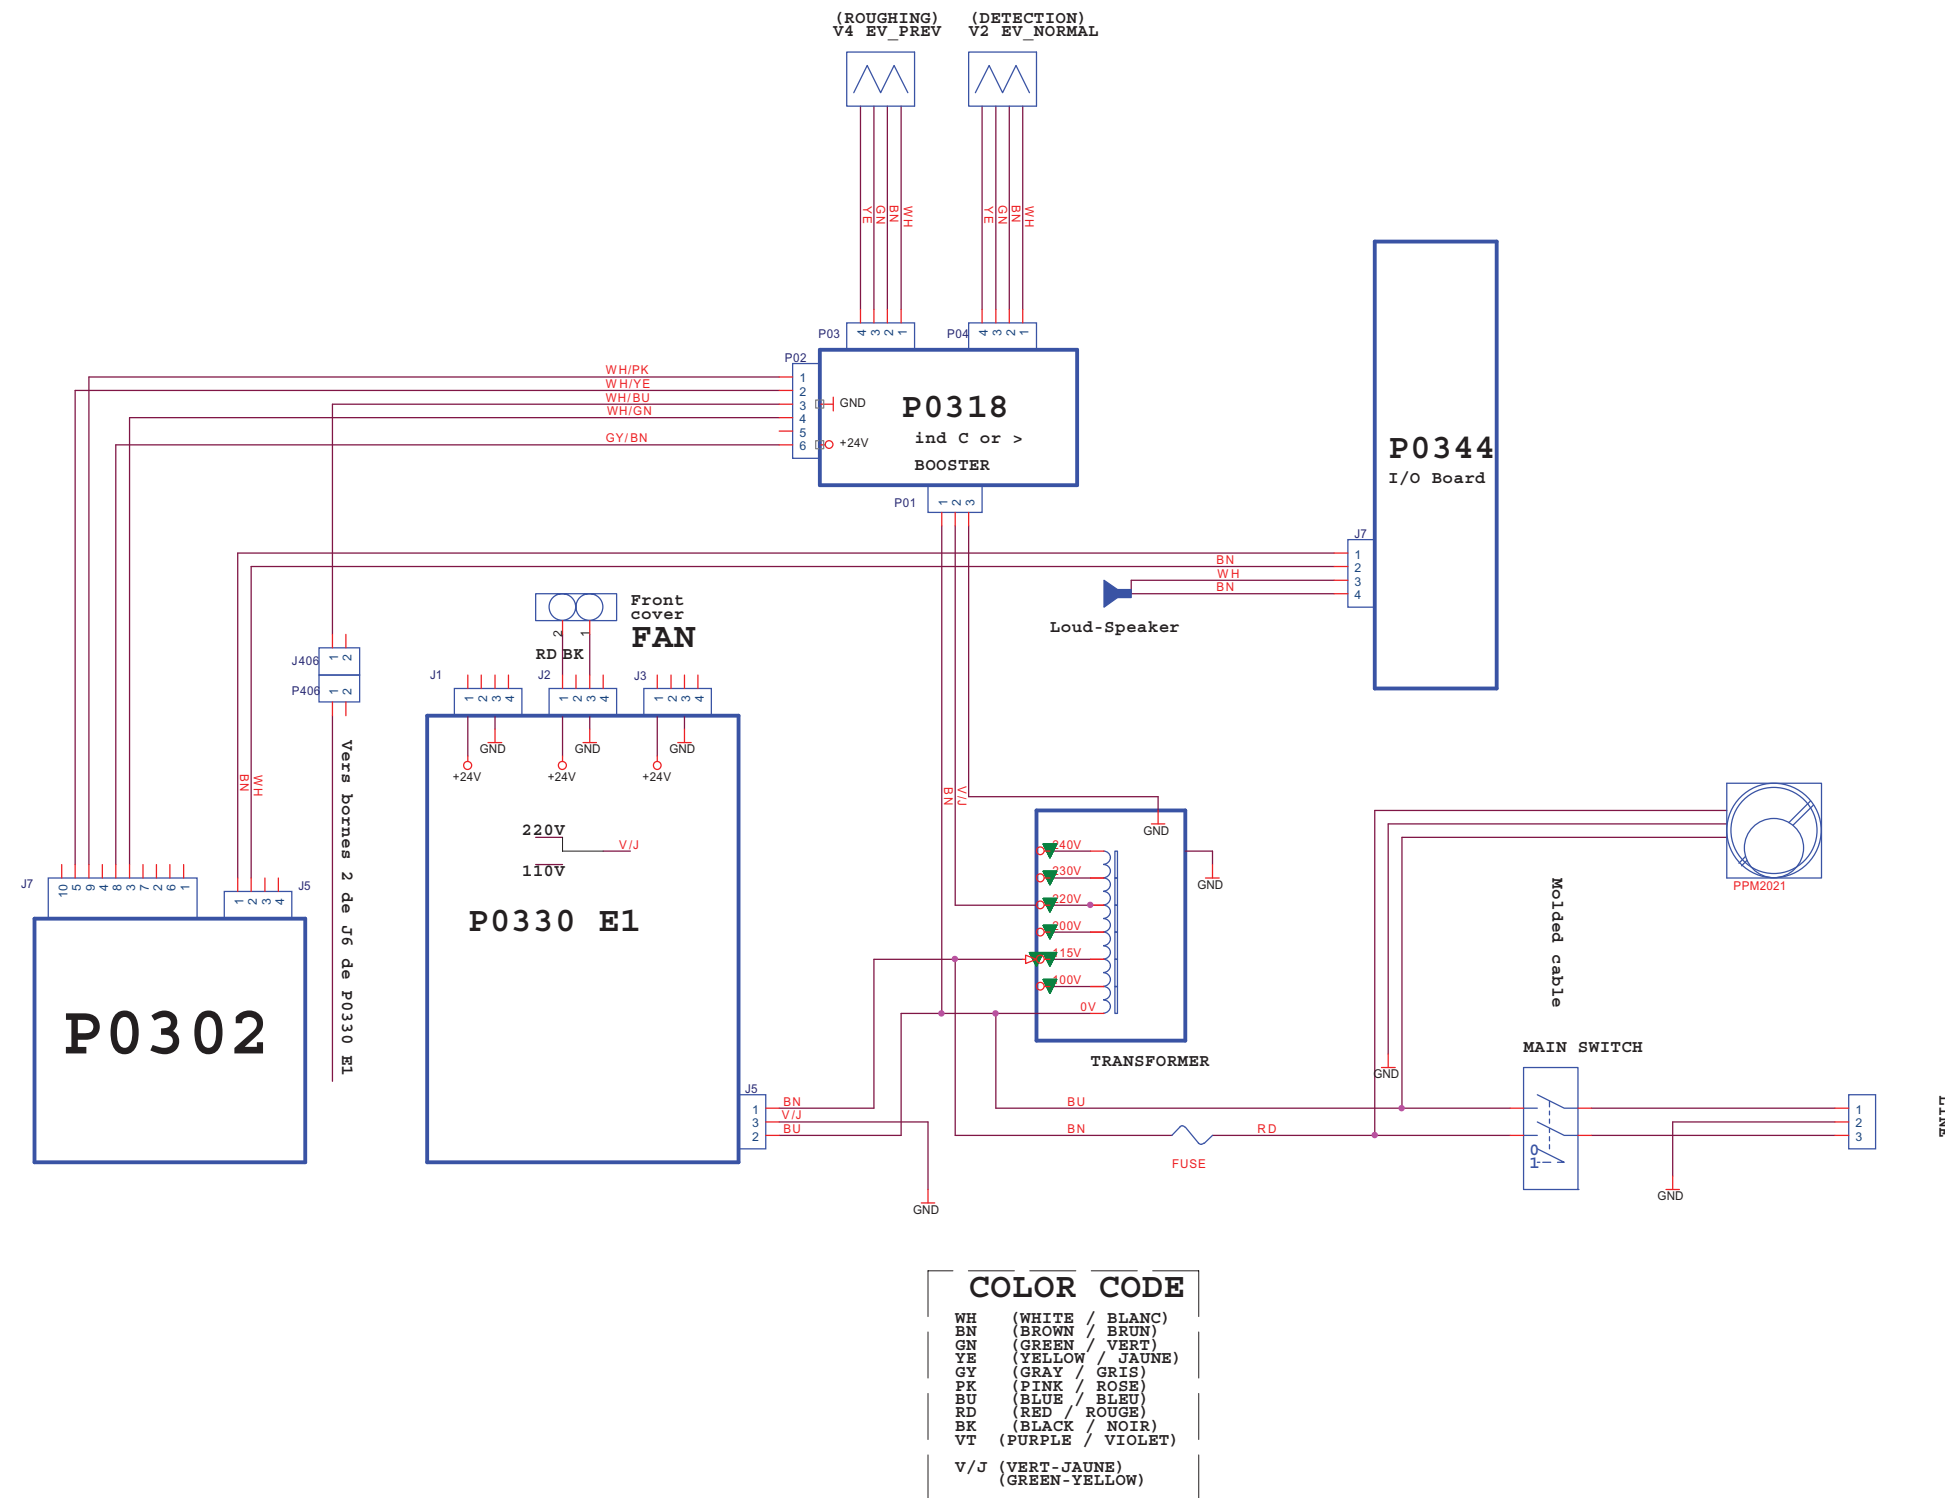 (ROUGHING)
V4 EV_PREV
(DETECTION)
V2 EV_NORMAL
YE
GN
BN
WH
YE
GN
BN
WH
P03
4
3
2
1
P04
4
3
2
1
P02
WH/PK
WH/YE
WH/BU
WH/GN
GY/BN
1
2
3
4
5
6
GND
+24V
P0318
ind C or >
BOOSTER
P01
1
2
3
P0344
I/O Board
J7
1
2
3
4
BN
WH
BN
Loud-Speaker
Front
cover
FAN
2
1
RD
BK
J406
1
2
P406
1
2
J1
1
2
3
4
J2
1
2
3
4
J3
1
2
3
4
GND
GND
GND
+24V
+24V
+24V
220V
V/J
110V
P0330 E1
BN
WH
Vers bornes 2 de J6 de P0330 E1
J7
10
5
9
4
8
3
7
2
6
1
J5
1
2
3
4
P0302
BN
V/J
GND
240V
230V
220V
200V
115V
100V
0V
GND
TRANSFORMER
J5
1
3
2
BN
V/J
BU
GND
BU
BN
FUSE
RD
PPM2021
Molded cable
GND
MAIN SWITCH
0
1
1
2
3
GND
LINE
COLOR CODE
WH (WHITE / BLANC)
BN (BROWN / BRUN)
GN (GREEN / VERT)
YE (YELLOW / JAUNE)
GY (GRAY / GRIS)
PK (PINK / ROSE)
BU (BLUE / BLEU)
RD (RED / ROUGE)
BK (BLACK / NOIR)
VT (PURPLE / VIOLET)
V/J (VERT-JAUNE)
(GREEN-YELLOW)